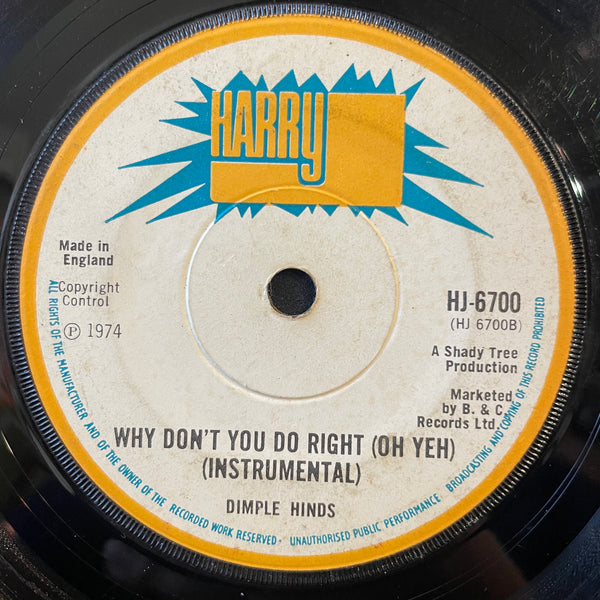 HARRY
Made in
England
Copyright
Control
Ⓟ 1974
HJ-6700
(HJ 6700B)
A Shady Tree
Production
Marketed
by B. & C.
Records Ltd.
WHY DON'T YOU DO RIGHT (OH YEH)
(INSTRUMENTAL)
DIMPLE HINDS
ALL RIGHTS OF THE MANUFACTURER AND OF THE OWNER OF THE RECORDED WORK RESERVED - UNAUTHORISED PUBLIC PERFORMANCE BROADCASTING AND COPYING OF THIS RECORD PROHIBITED